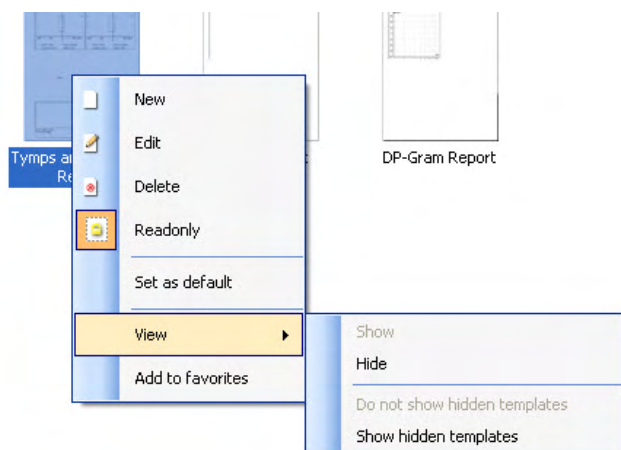 New
Edit
Tymps a
Re
DP-Gram Report
Delete
Readonly
Set as default
View
Show
Hide
Add to favorites
Do not show hidden templates
Show hidden templates